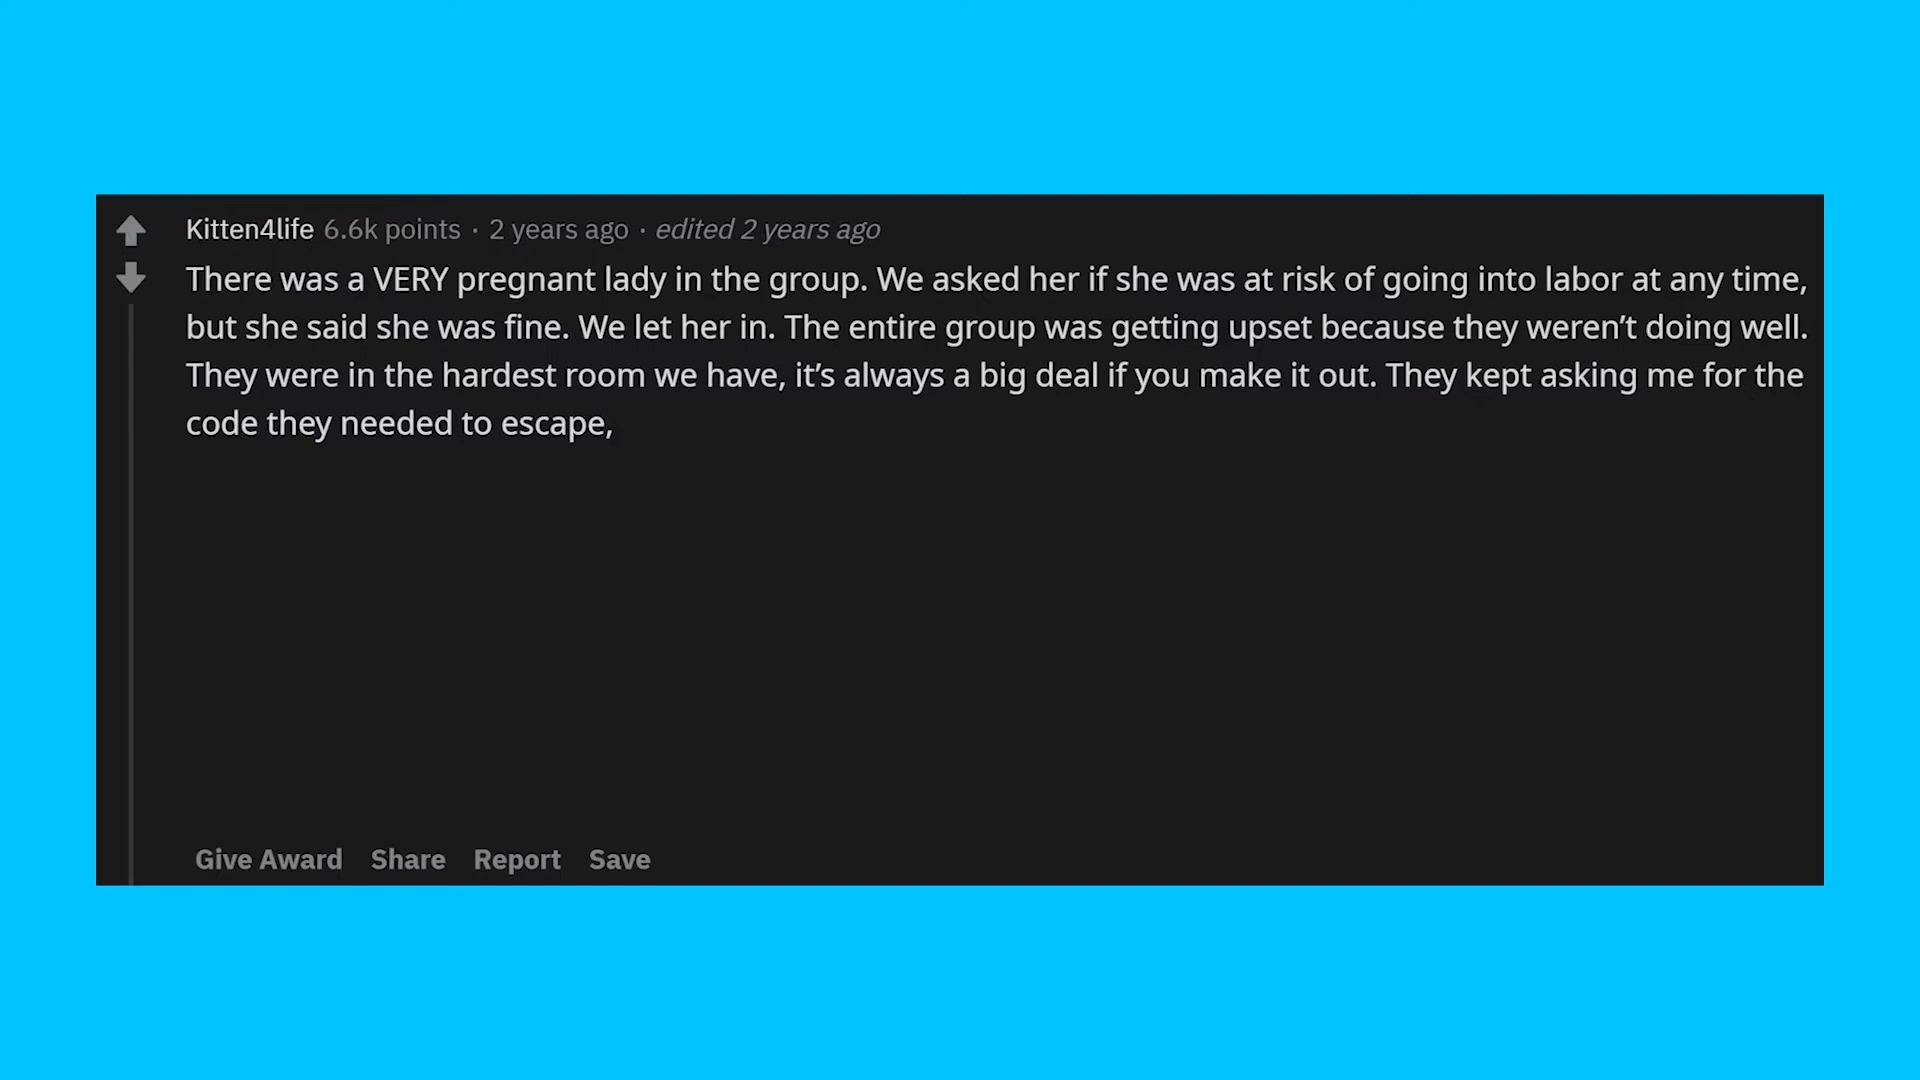 Kitten4life 6.6k points · 2 years ago · edited 2 years ago
There was a VERY pregnant lady in the group. We asked her if she was at risk of going into labor at any time,
but she said she was fine. We let her in. The entire group was getting upset because they weren’t doing well.
They were in the hardest room we have, it’s always a big deal if you make it out. They kept asking me for the
code they needed to escape,
Give Award Share Report Save